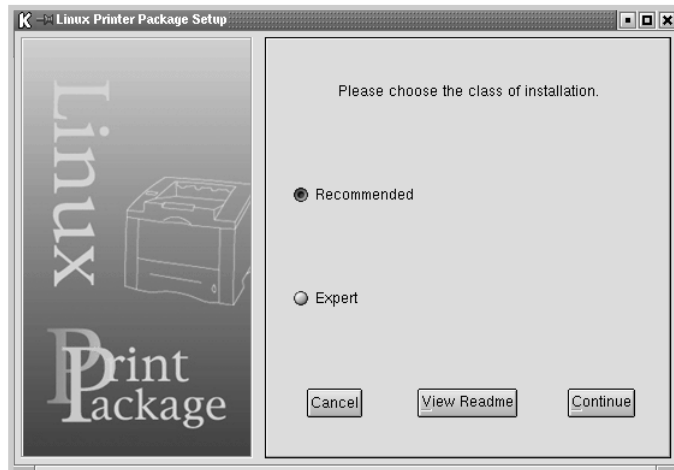 Linux Printer Package Setup
Linux
Print
Package
Please choose the class of installation.
Recommended
Expert
Cancel
View Readme
Continue